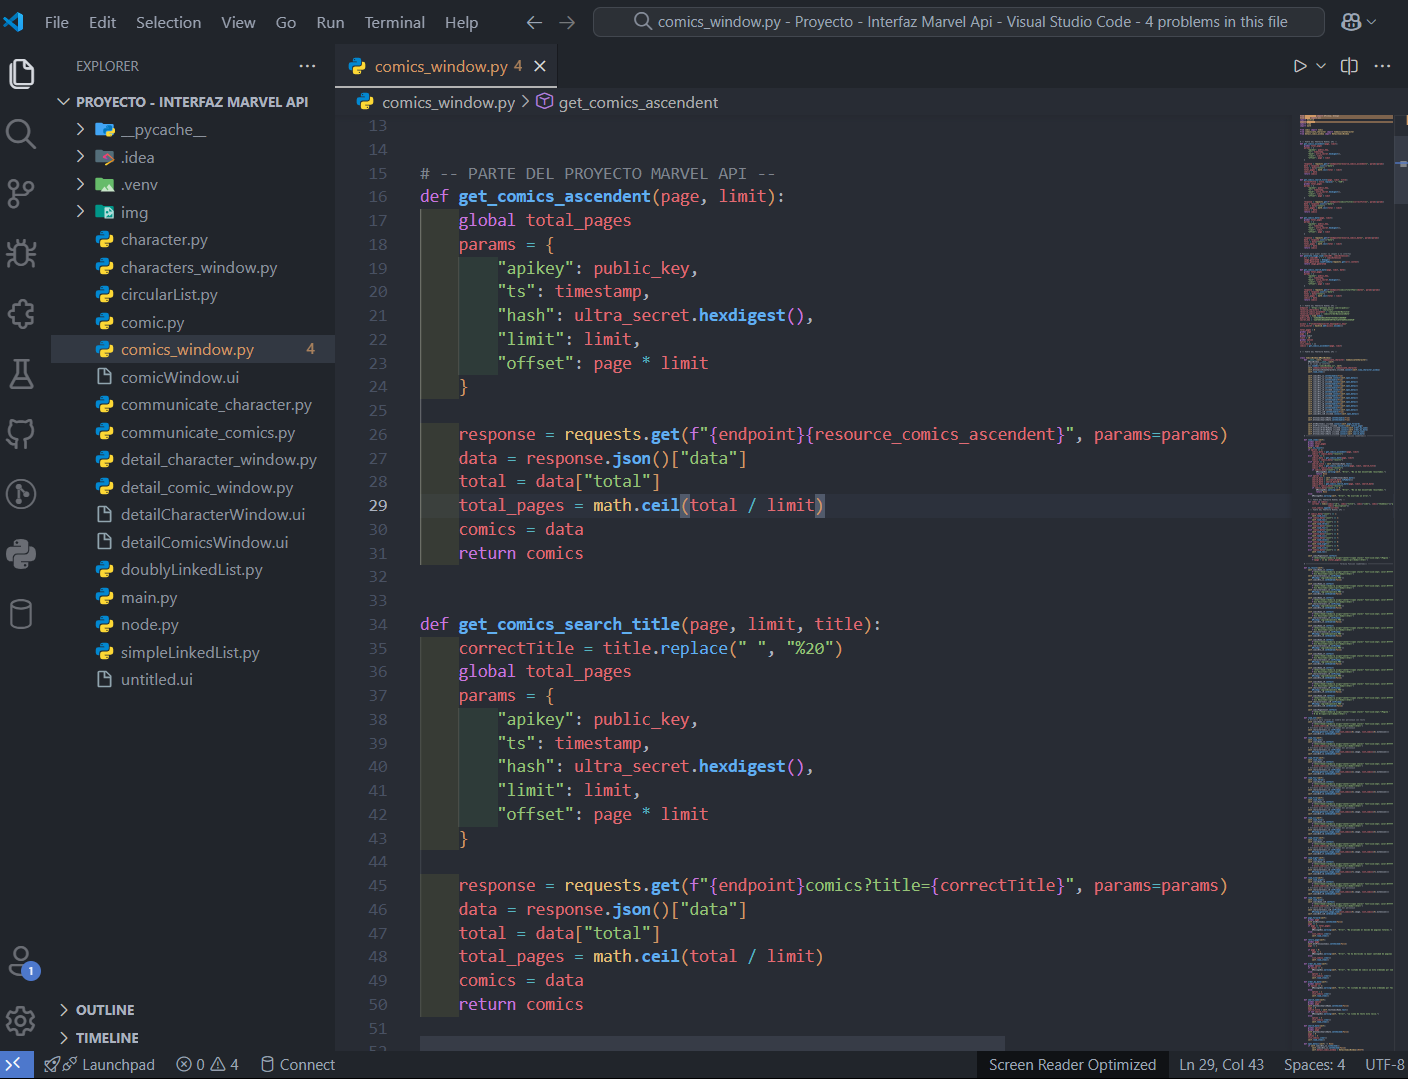 File Edit Selection View Go Run Terminal Help
comics_window.py - Proyecto - Interfaz Marvel Api - Visual Studio Code - 4 problems in this file
EXPLORER
PROYECTO - INTERFAZ MARVEL API
__pycache__
.idea
.venv
img
character.py
characters_window.py
circularList.py
comic.py
comics_window.py 4
comicWindow.ui
communicate_character.py
communicate_comics.py
detail_character_window.py
detail_comic_window.py
detailCharacterWindow.ui
detailComicsWindow.ui
doublyLinkedList.py
main.py
node.py
simpleLinkedList.py
untitled.ui
OUTLINE
TIMELINE
1
comics_window.py 4
comics_window.py > get_comics_ascendent
13
14
15 # -- PARTE DEL PROYECTO MARVEL API --
16 def get_comics_ascendent(page, limit):
17 global total_pages
18 params = {
19 "apikey": public_key,
20 "ts": timestamp,
21 "hash": ultra_secret.hexdigest(),
22 "limit": limit,
23 "offset": page * limit
24 }
25
26 response = requests.get(f"{endpoint}{resource_comics_ascendent}", params=params)
27 data = response.json()["data"]
28 total = data["total"]
29 total_pages = math.ceil(total / limit)
30 comics = data
31 return comics
32
33
34 def get_comics_search_title(page, limit, title):
35 correctTitle = title.replace(" ", "%20")
36 global total_pages
37 params = {
38 "apikey": public_key,
39 "ts": timestamp,
40 "hash": ultra_secret.hexdigest(),
41 "limit": limit,
42 "offset": page * limit
43 }
44
45 response = requests.get(f"{endpoint}comics?title={correctTitle}", params=params)
46 data = response.json()["data"]
47 total = data["total"]
48 total_pages = math.ceil(total / limit)
49 comics = data
50 return comics
51
52
Launchpad 0 4 Connect Screen Reader Optimized Ln 29, Col 43 Spaces: 4 UTF-8